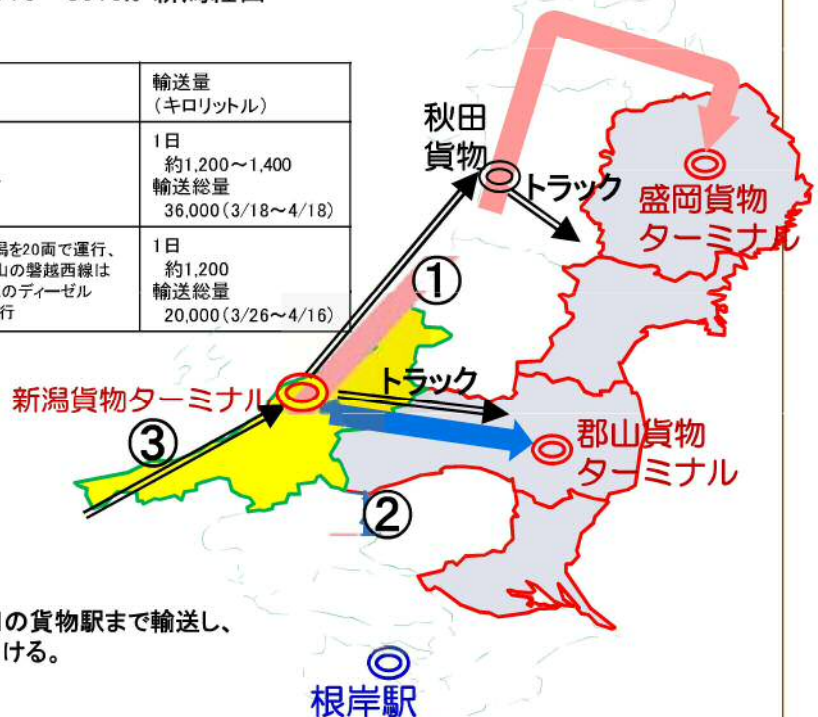 輸送量
(キロリットル)
1日
約1,200～1,400
輸送総量
36,000(3/18～4/18)
潟を20両で運行、
山の磐越西線は
のディーゼル
行
1日
約1,200
輸送総量
20,000(3/26～4/16)
秋田
貨物
トラック
盛岡貨物
ターミナル
①
新潟貨物ターミナル
トラック
③
郡山貨物
ターミナル
②
の貨物駅まで輸送し、
ける。
根岸駅